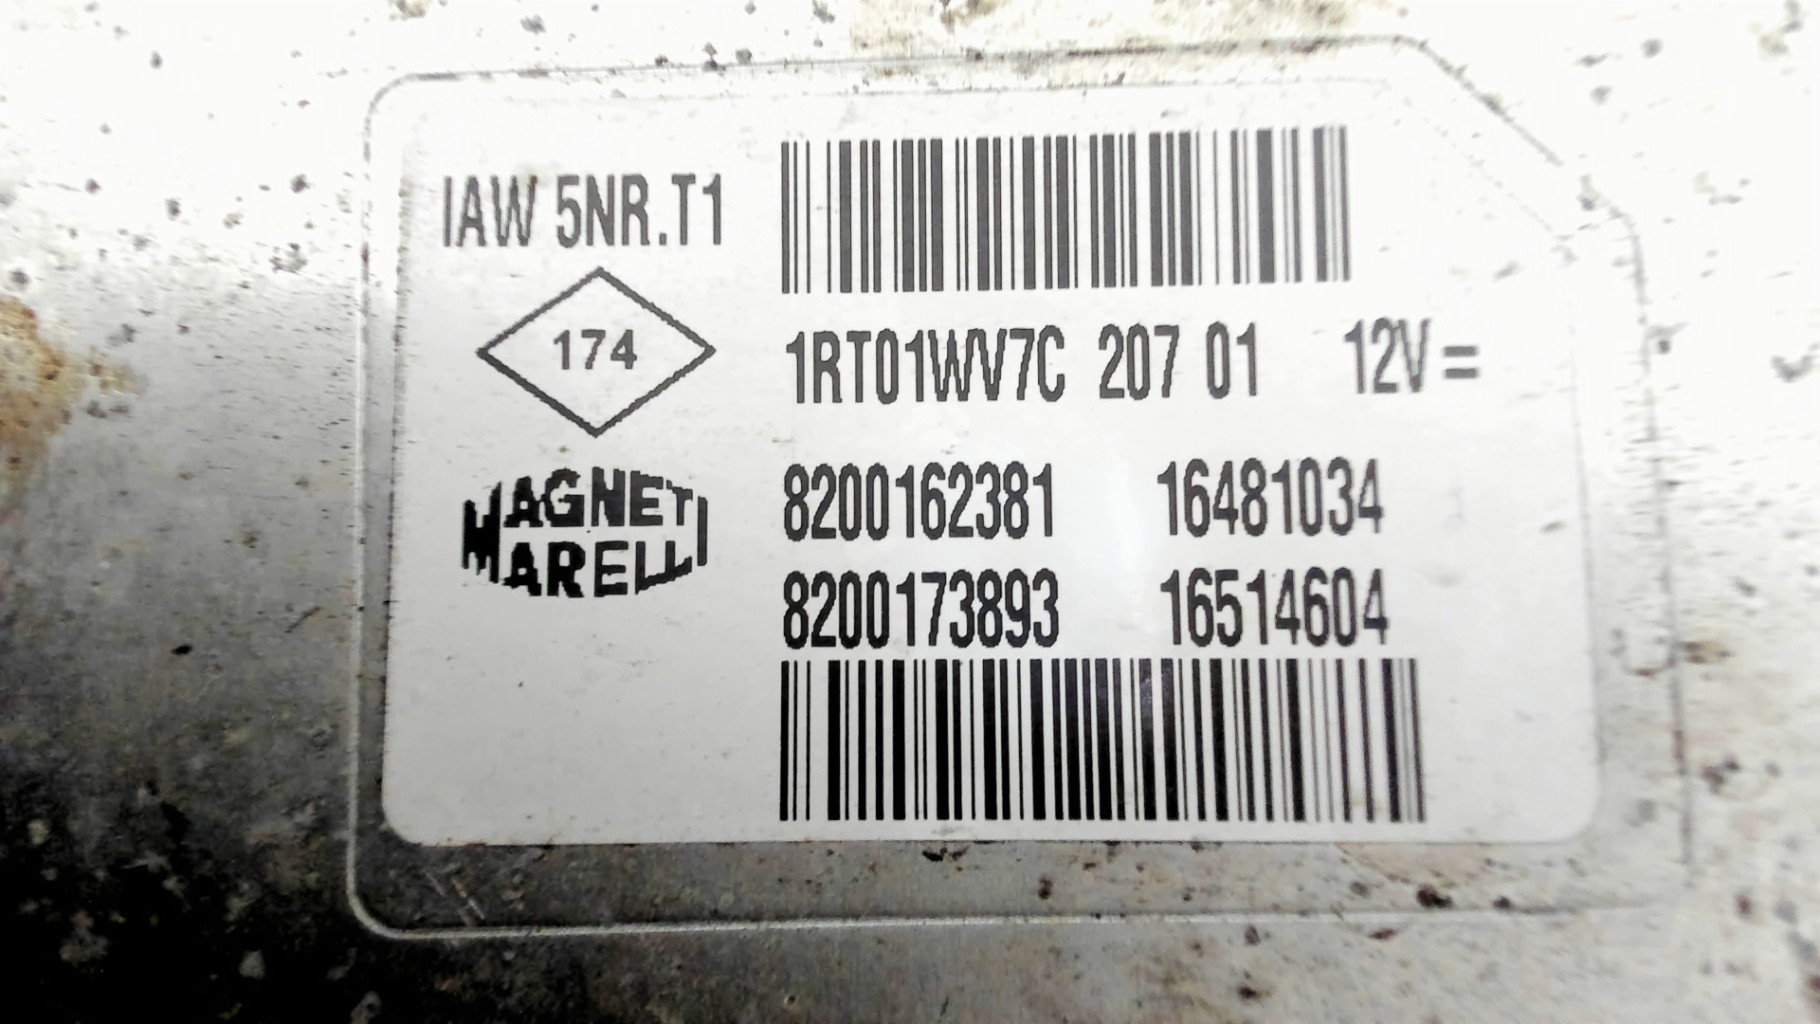 IAW 5NR.T1
174
MAGNETI
MARELLI
1RT01WV7C 207 01 12V =
8200162381 16481034
8200173893 16514604